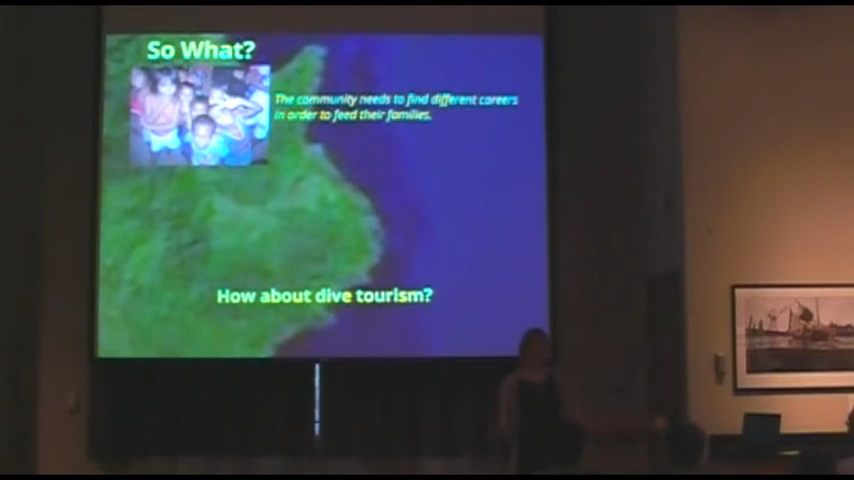 So What?
The community needs to find different careers
in order to feed their families.
How about dive tourism?